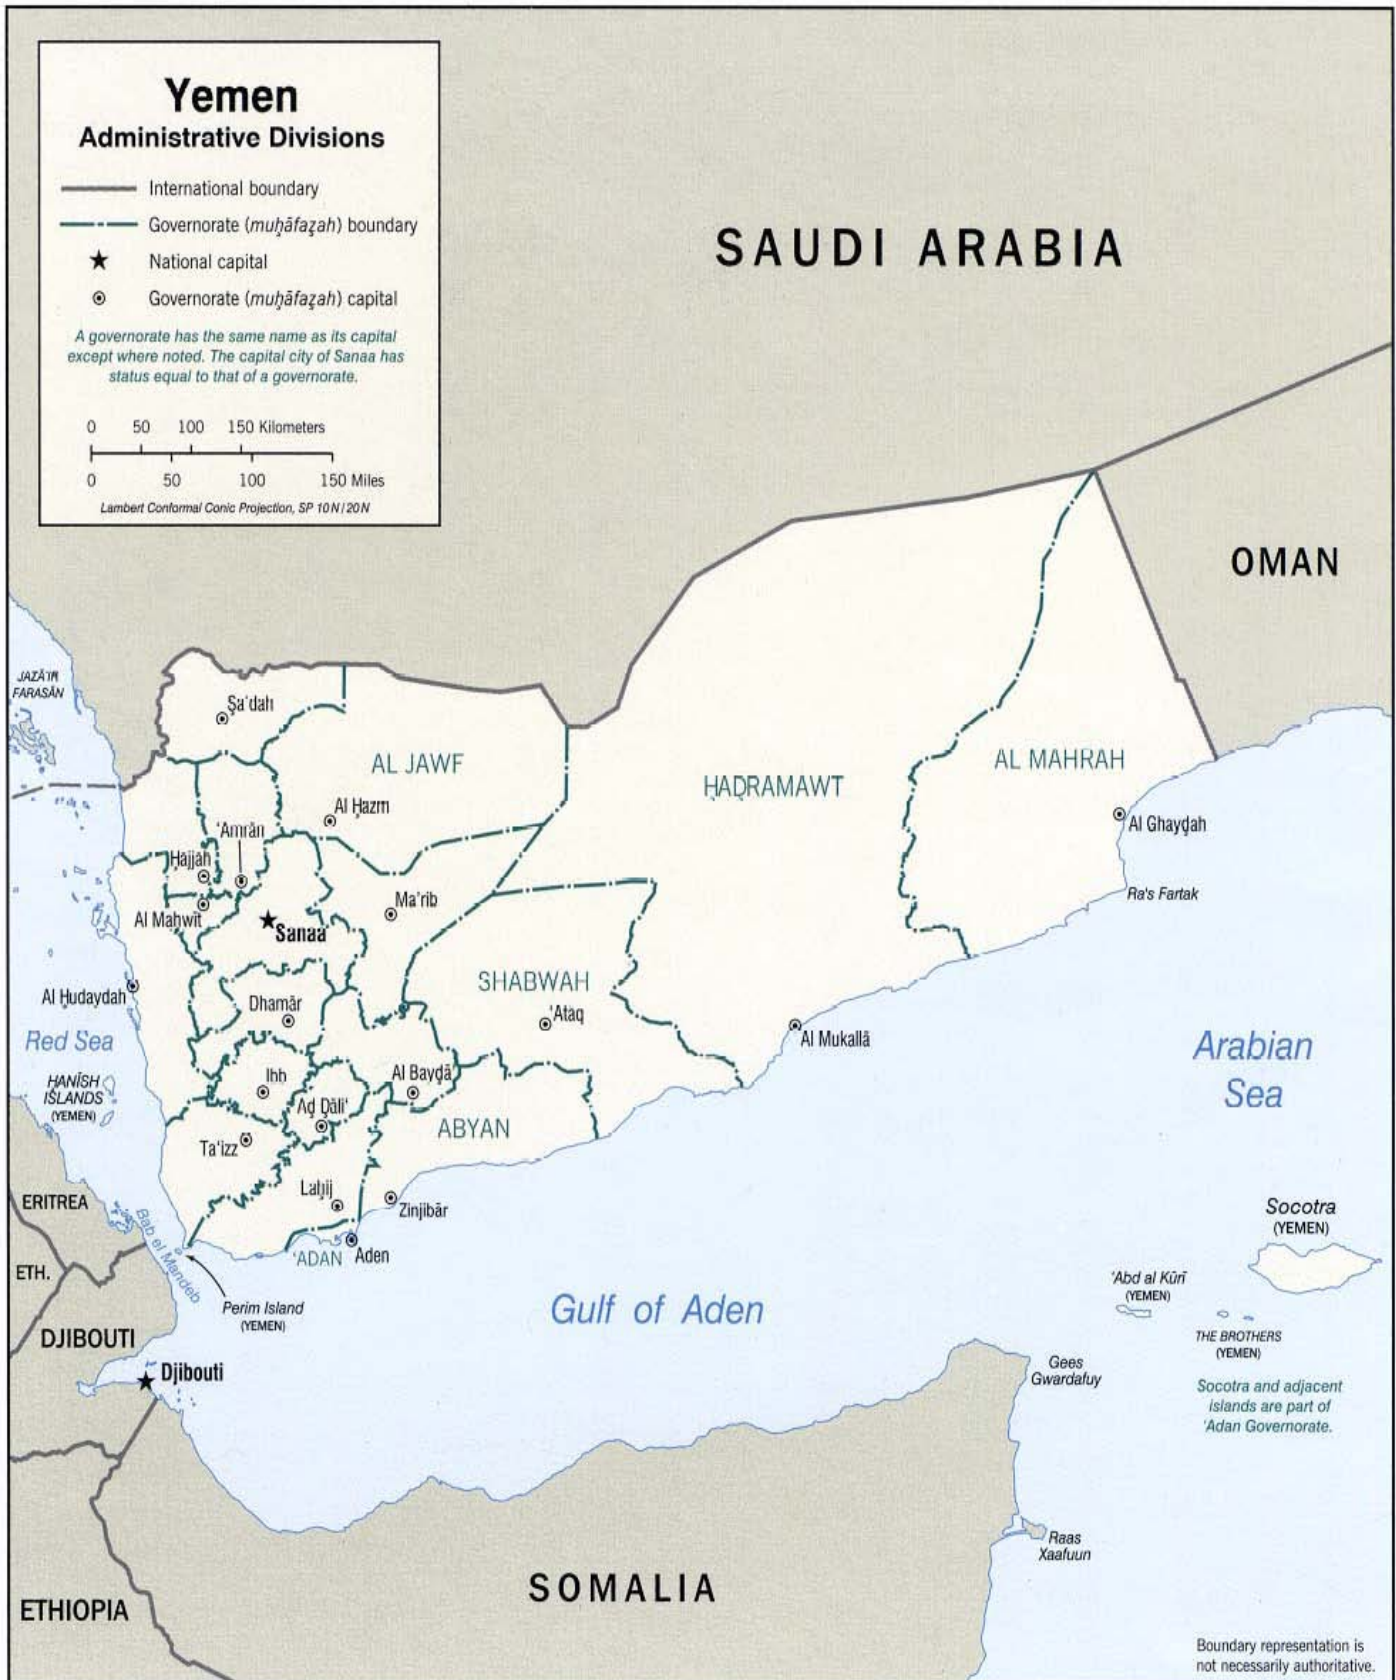 Yemen
Administrative Divisions
International boundary
Governorate (muḩāfaz̧ah) boundary
National capital
Governorate (muḩāfaz̧ah) capital
A governorate has the same name as its capital
except where noted. The capital city of Sanaa has
status equal to that of a governorate.
0 50 100 150 Kilometers
0 50 100 150 Miles
Lambert Conformal Conic Projection, SP 10 N / 20 N
SAUDI ARABIA
OMAN
JAZĀ'IR
FARASĀN
Şa'dah
AL JAWF
ḨAḐRAMAWT
AL MAHRAH
Al Ḩazm
'Amrān
Al Ghayḑah
Ḩajjah
Ra's Fartak
Ma'rib
Al Maḩwīt
Sanaa
SHABWAH
Al Ḩudaydah
Dhamār
'Ataq
Al Mukallā
Red Sea
Arabian
Sea
HANĪSH
ISLANDS
(YEMEN)
Ibb
Al Bayḑā'
Aḑ Ḑāli'
ABYAN
Ta'izz
Laḩij
Zinjibār
ERITREA
Bab el Mandeb
'ADAN
Aden
Socotra
(YEMEN)
ETH.
'Abd al Kūrī
(YEMEN)
Perim Island
(YEMEN)
Gulf of Aden
THE BROTHERS
(YEMEN)
DJIBOUTI
Djibouti
Gees
Gwardafuy
Socotra and adjacent
islands are part of
'Adan Governorate.
Raas
Xaafuun
SOMALIA
ETHIOPIA
Boundary representation is
not necessarily authoritative.